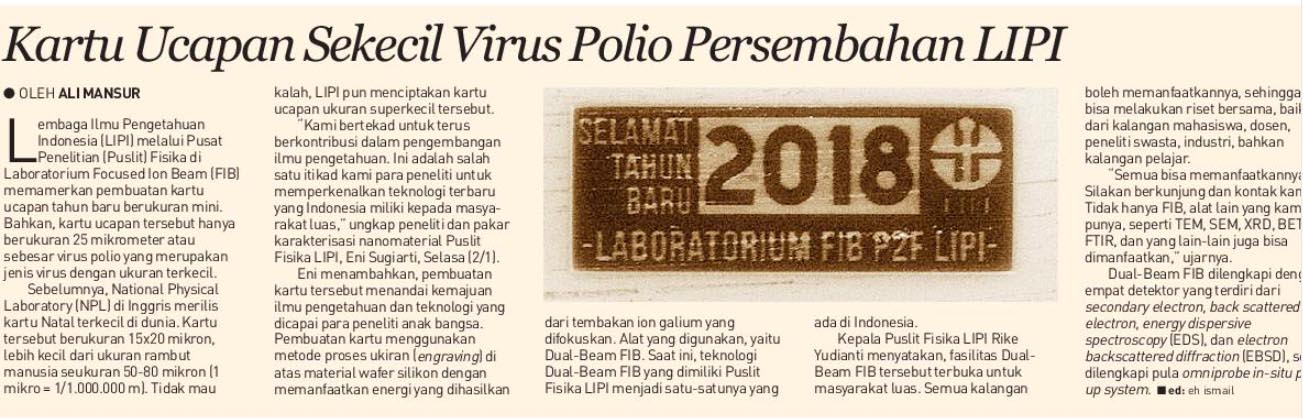 Kartu Ucapan Sekecil Virus Polio Persembahan LIPI
● OLEH ALI MANSUR
Lembaga Ilmu Pengetahuan
Indonesia (LIPI) melalui Pusat
Penelitian (Puslit) Fisika di
Laboratorium Focused Ion Beam (FIB)
memamerkan pembuatan kartu
ucapan tahun baru berukuran mini.
Bahkan, kartu ucapan tersebut hanya
berukuran 25 mikrometer atau
sebesar virus polio yang merupakan
jenis virus dengan ukuran terkecil.
Sebelumnya, National Physical
Laboratory (NPL) di Inggris merilis
kartu Natal terkecil di dunia. Kartu
tersebut berukuran 15x20 mikron,
lebih kecil dari ukuran rambut
manusia seukuran 50-80 mikron (1
mikro = 1/1.000.000 m). Tidak mau
kalah, LIPI pun menciptakan kartu
ucapan ukuran superkecil tersebut.
"Kami bertekad untuk terus
berkontribusi dalam pengembangan
ilmu pengetahuan. Ini adalah salah
satu itikad kami para peneliti untuk
memperkenalkan teknologi terbaru
yang Indonesia miliki kepada masya-
rakat luas," ungkap peneliti dan pakar
karakterisasi nanomaterial Puslit
Fisika LIPI, Eni Sugiarti, Selasa (2/1).
Eni menambahkan, pembuatan
kartu tersebut menandai kemajuan
ilmu pengetahuan dan teknologi yang
dicapai para peneliti anak bangsa.
Pembuatan kartu menggunakan
metode proses ukiran (engraving) di
atas material wafer silikon dengan
memanfaatkan energi yang dihasilkan
SELAMAT
TAHUN
BARU
2018
LIPI
-LABORATORIUM FIB P2F LIPI-
dari tembakan ion galium yang
difokuskan. Alat yang digunakan, yaitu
Dual-Beam FIB. Saat ini, teknologi
Dual-Beam FIB yang dimiliki Puslit
Fisika LIPI menjadi satu-satunya yang
ada di Indonesia.
Kepala Puslit Fisika LIPI Rike
Yudianti menyatakan, fasilitas Dual-
Beam FIB tersebut terbuka untuk
masyarakat luas. Semua kalangan
boleh memanfaatkannya, sehingga
bisa melakukan riset bersama, baik
dari kalangan mahasiswa, dosen,
peneliti swasta, industri, bahkan
kalangan pelajar.
"Semua bisa memanfaatkannya
Silakan berkunjung dan kontak
Tidak hanya FIB, alat lain yang
punya, seperti TEM, SEM, XRD, BET
FTIR, dan yang lain-lain juga bisa
dimanfaatkan," ujarnya.
Dual-Beam FIB dilengkapi
empat detektor yang terdiri dari
secondary electron, back scattered
electron, energy dispersive
spectroscopy (EDS), dan electron
backscattered diffraction (EBSD),
dilengkapi pula omniprobe in-situ
up system. ■ ed: eh ismail